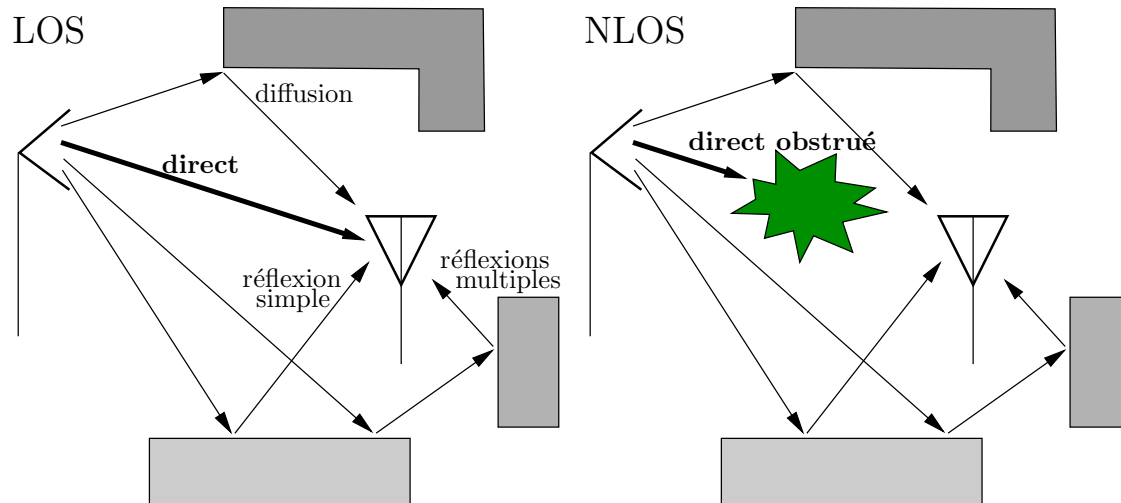 LOS
diffusion
direct
réflexion
simple
réflexions
multiples
NLOS
direct obstrué